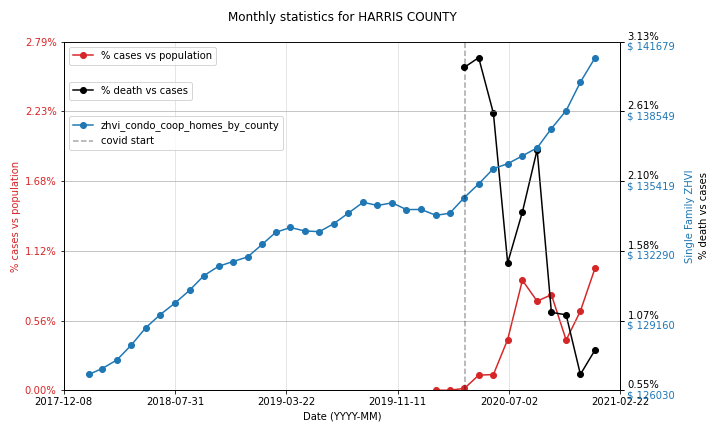 Monthly statistics for HARRIS COUNTY
2.79%
2.23%
1.68%
1.12%
0.56%
0.00%
% cases vs population
% cases vs population
% death vs cases
zhvi_condo_coop_homes_by_county
covid start
3.13%
$ 141679
2.61%
$ 138549
2.10%
$ 135419
1.58%
$ 132290
1.07%
$ 129160
0.55%
$ 126030
Single Family ZHVI
% death vs cases
2017-12-08
2018-07-31
2019-03-22
2019-11-11
2020-07-02
2021-02-22
Date (YYYY-MM)